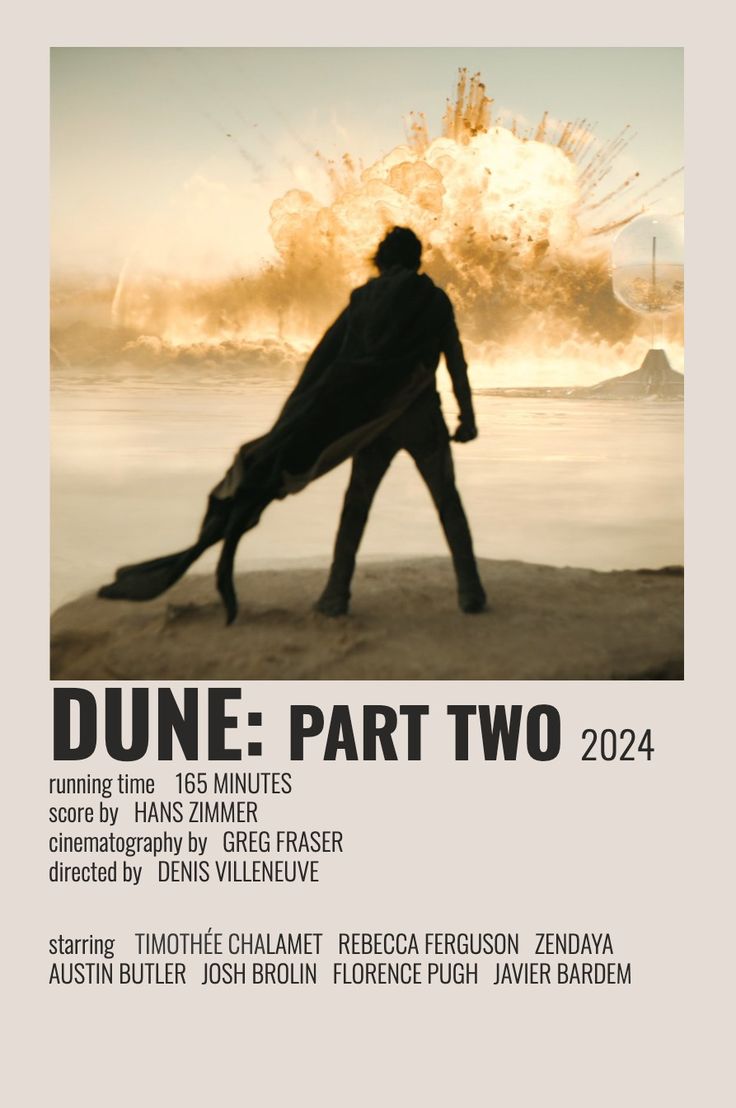 DUNE: PART TWO 2024
running time 165 MINUTES
score by HANS ZIMMER
cinematography by GREG FRASER
directed by DENIS VILLENEUVE
starring TIMOTHÉE CHALAMET REBECCA FERGUSON ZENDAYA
AUSTIN BUTLER JOSH BROLIN FLORENCE PUGH JAVIER BARDEM